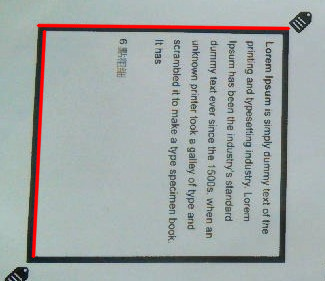 Lorem Ipsum is simply dummy text of the
printing and typesetting industry. Lorem
Ipsum has been the industry's standard
dummy text ever since the 1500s, when an
unknown printer took a galley of type and
scrambled it to make a type specimen book.
It has
6